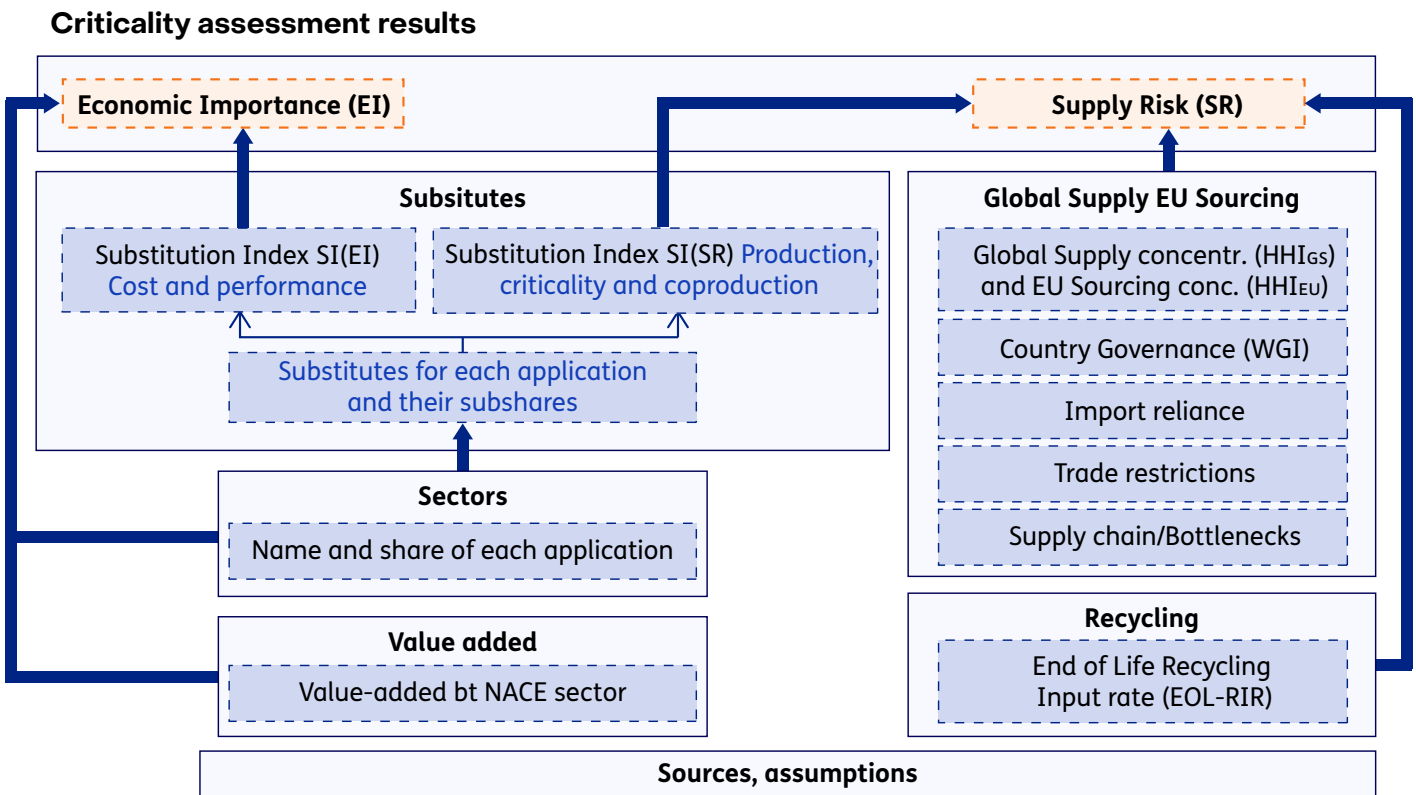 Criticality assessment results
Economic Importance (EI)
Supply Risk (SR)
Subsitutes
Substitution Index SI(EI)
Cost and performance
Substitution Index SI(SR) Production,
criticality and coproduction
Substitutes for each application
and their subshares
Sectors
Name and share of each application
Value added
Value-added bt NACE sector
Global Supply EU Sourcing
Global Supply concentr. (HHIGS)
and EU Sourcing conc. (HHIEU)
Country Governance (WGI)
Import reliance
Trade restrictions
Supply chain/Bottlenecks
Recycling
End of Life Recycling
Input rate (EOL-RIR)
Sources, assumptions